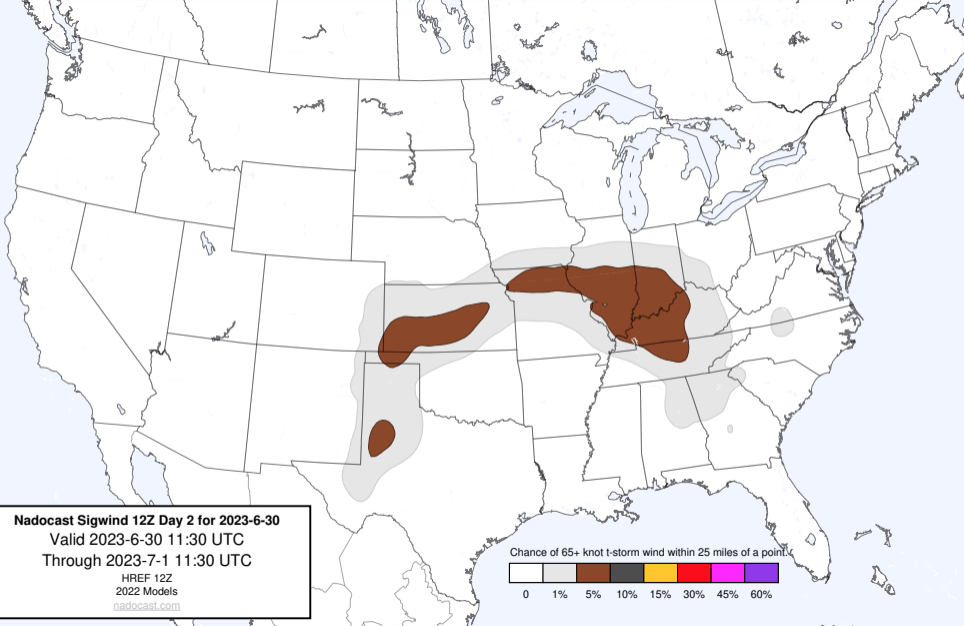 Nadocast Sigwind 12Z Day 2 for 2023-6-30
Valid 2023-6-30 11:30 UTC
Through 2023-7-1 11:30 UTC
HREF 12Z
2022 Models
nadocast.com
Chance of 65+ knot t-storm wind within 25 miles of a point.
0 1% 5% 10% 15% 30% 45% 60%